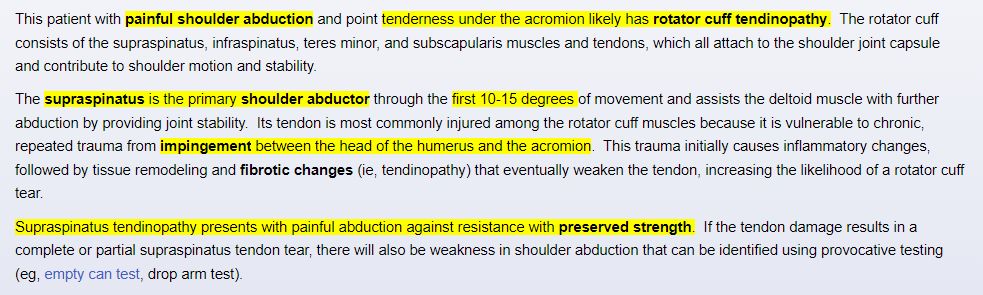 This patient with painful shoulder abduction and point tenderness under the acromion likely has rotator cuff tendinopathy.  The rotator cuff
consists of the supraspinatus, infraspinatus, teres minor, and subscapularis muscles and tendons, which all attach to the shoulder joint capsule
and contribute to shoulder motion and stability.
The supraspinatus is the primary shoulder abductor through the first 10-15 degrees of movement and assists the deltoid muscle with further
abduction by providing joint stability.  Its tendon is most commonly injured among the rotator cuff muscles because it is vulnerable to chronic,
repeated trauma from impingement between the head of the humerus and the acromion.  This trauma initially causes inflammatory changes,
followed by tissue remodeling and fibrotic changes (ie, tendinopathy) that eventually weaken the tendon, increasing the likelihood of a rotator cuff
tear.
Supraspinatus tendinopathy presents with painful abduction against resistance with preserved strength.  If the tendon damage results in a
complete or partial supraspinatus tendon tear, there will also be weakness in shoulder abduction that can be identified using provocative testing
(eg, empty can test, drop arm test).